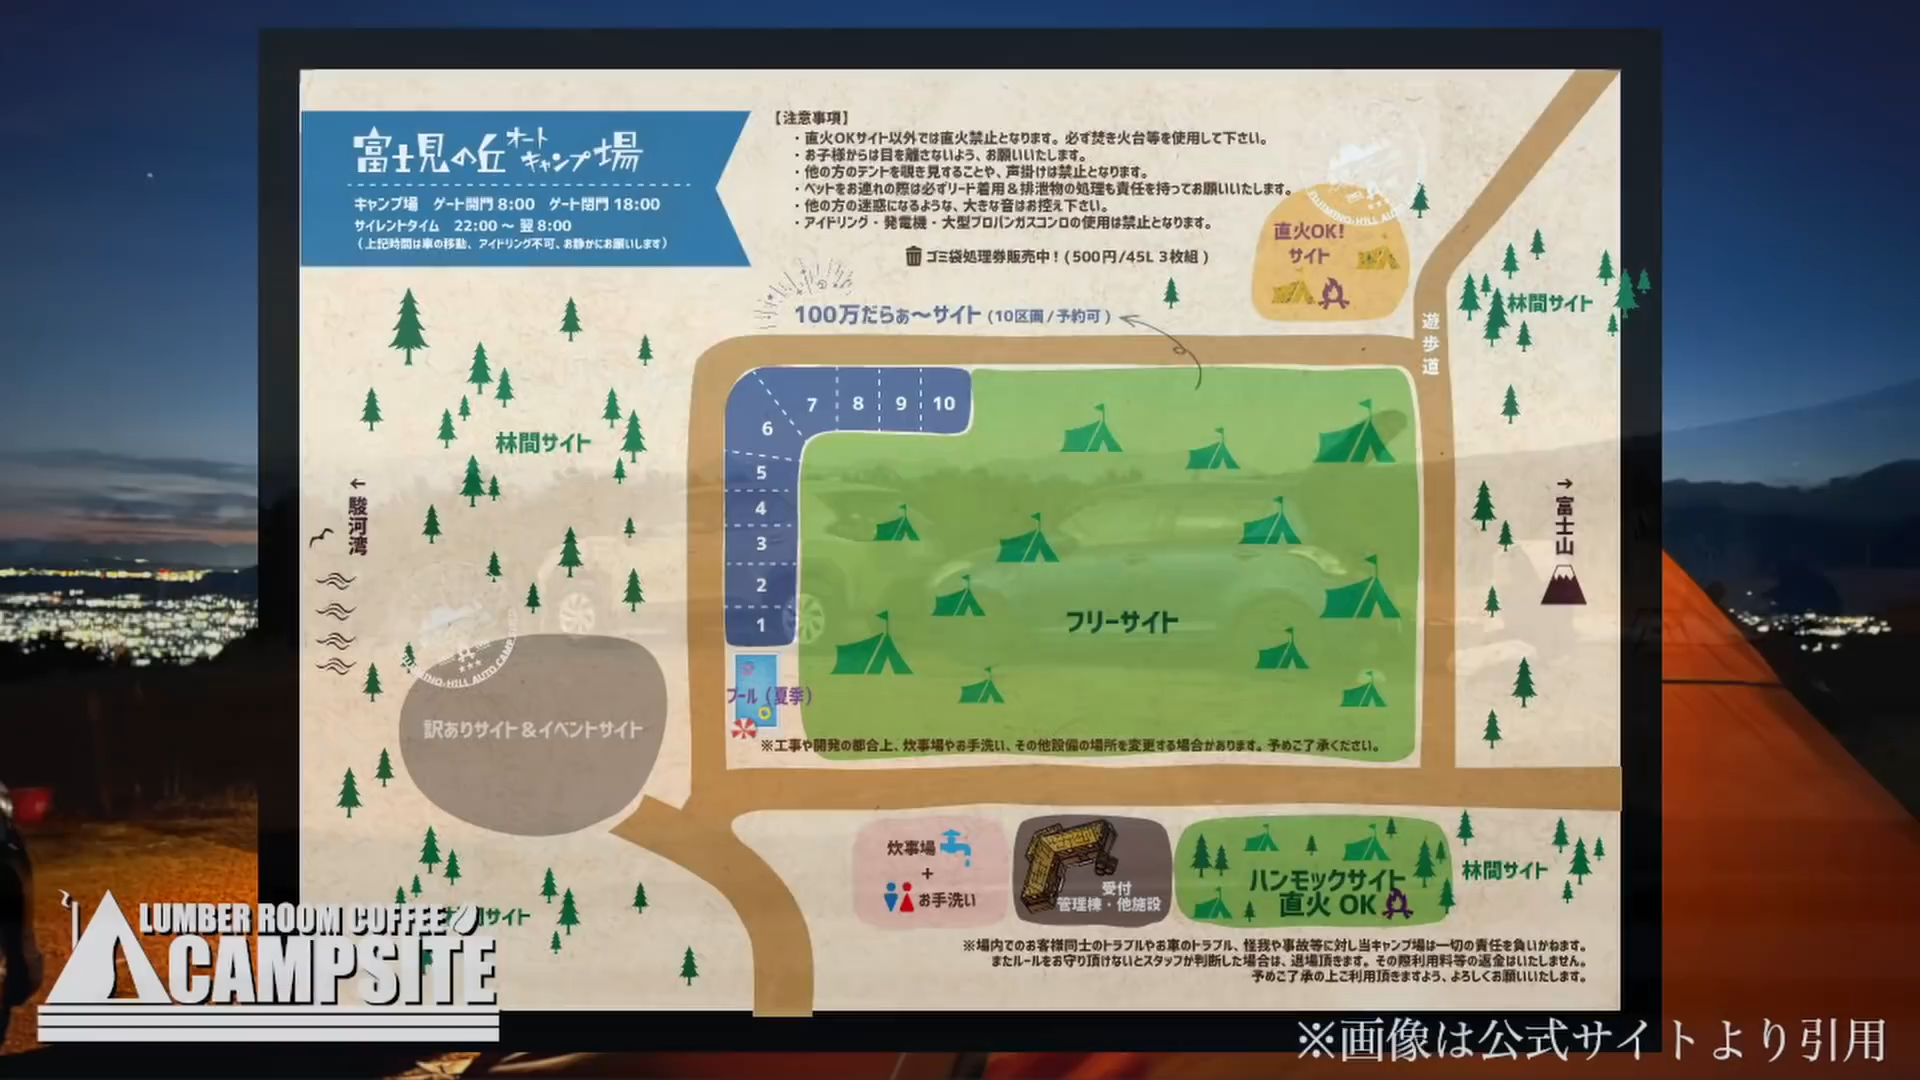 富士見の丘オートキャンプ場
キャンプ場 ゲート開門 8:00 ゲート閉門 18:00
サイレントタイム 22:00 ~ 翌 8:00
(上記時間は車の移動、アイドリング不可、お静かにお願いします)
【注意事項】
・直火OKサイト以外では直火禁止となります。必ず焚き火台等を使用して下さい。
・お子様からは目を離さないよう、お願いいたします。
・他の方のテントを覗き見することや、声掛けは禁止となります。
・ペットをお連れの際は必ずリード着用&排泄物の処理も責任を持ってお願いいたします。
・他の方の迷惑になるような、大きな音はお控え下さい。
・アイドリング・発電機・大型プロパンガスコンロの使用は禁止となります。
ゴミ袋処理券販売中!(500円/45L 3枚組)
100万だらぁ〜サイト(10区画/予約可)
直火OK!
サイト
林間サイト
遊歩道
7 8 9 10
6
5
4
3
2
1
林間サイト
←駿河湾
→富士山
フリーサイト
プール(夏季)
訳ありサイト&イベントサイト
※工事や開発の都合上、炊事場やお手洗い、その他設備の場所を変更する場合があります。予めご了承ください。
炊事場
+
お手洗い
受付
管理棟・他施設
ハンモックサイト
直火 OK
林間サイト
サイト
※場内でのお客様同士のトラブルやお車のトラブル、怪我や事故等に対し当キャンプ場は一切の責任を負いかねます。
またルールをお守り頂けないとスタッフが判断した場合は、退場頂きます。その際利用料等の返金はいたしません。
予めご了承の上ご利用頂きますよう、よろしくお願いいたします。
LUMBER ROOM COFFEE
CAMPSITE
※画像は公式サイトより引用